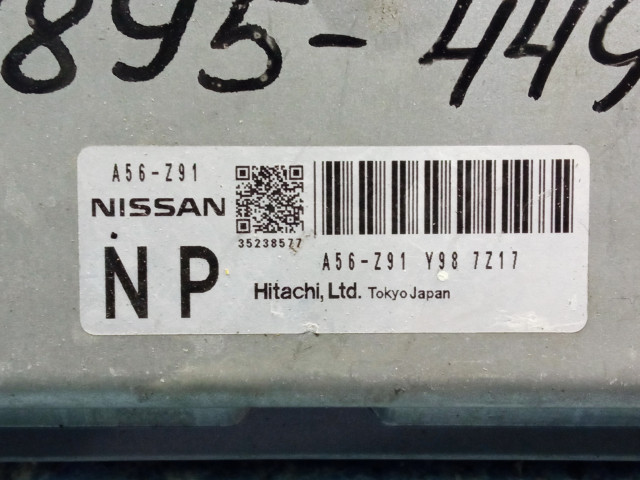 895-449
A56-Z91
NISSAN
35238577
NP
A56-Z91 Y98 7Z17
Hitachi, Ltd. Tokyo Japan